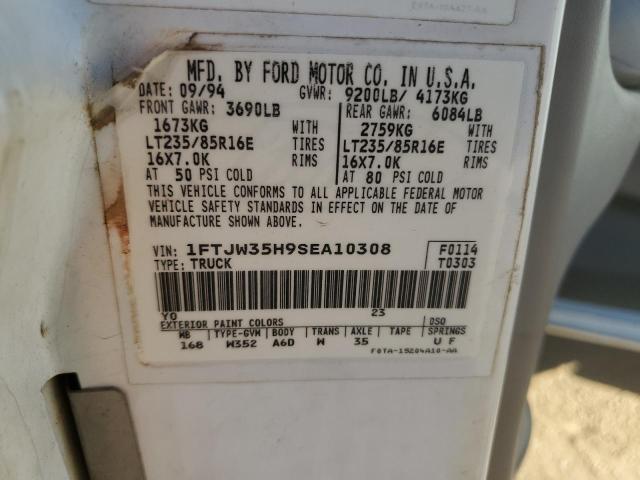 MFD. BY FORD MOTOR CO. IN U.S.A.
DATE: 09/94 GVWR: 9200LB/ 4173KG
FRONT GAWR: 3690LB REAR GAWR: 6084LB
1673KG WITH 2759KG WITH
LT235/85R16E TIRES LT235/85R16E TIRES
16X7.0K RIMS 16X7.0K RIMS
AT 50 PSI COLD AT 80 PSI COLD
THIS VEHICLE CONFORMS TO ALL APPLICABLE FEDERAL MOTOR
VEHICLE SAFETY STANDARDS IN EFFECT ON THE DATE OF
MANUFACTURE SHOWN ABOVE.
VIN: 1FTJW35H9SEA10308 F0114
TYPE: TRUCK T0303
YO 23
EXTERIOR PAINT COLORS DSO
WB TYPE-GVW BODY TRANS AXLE TAPE SPRINGS
168 W352 A6D W 35 U F
F0TA-15204A10-AA